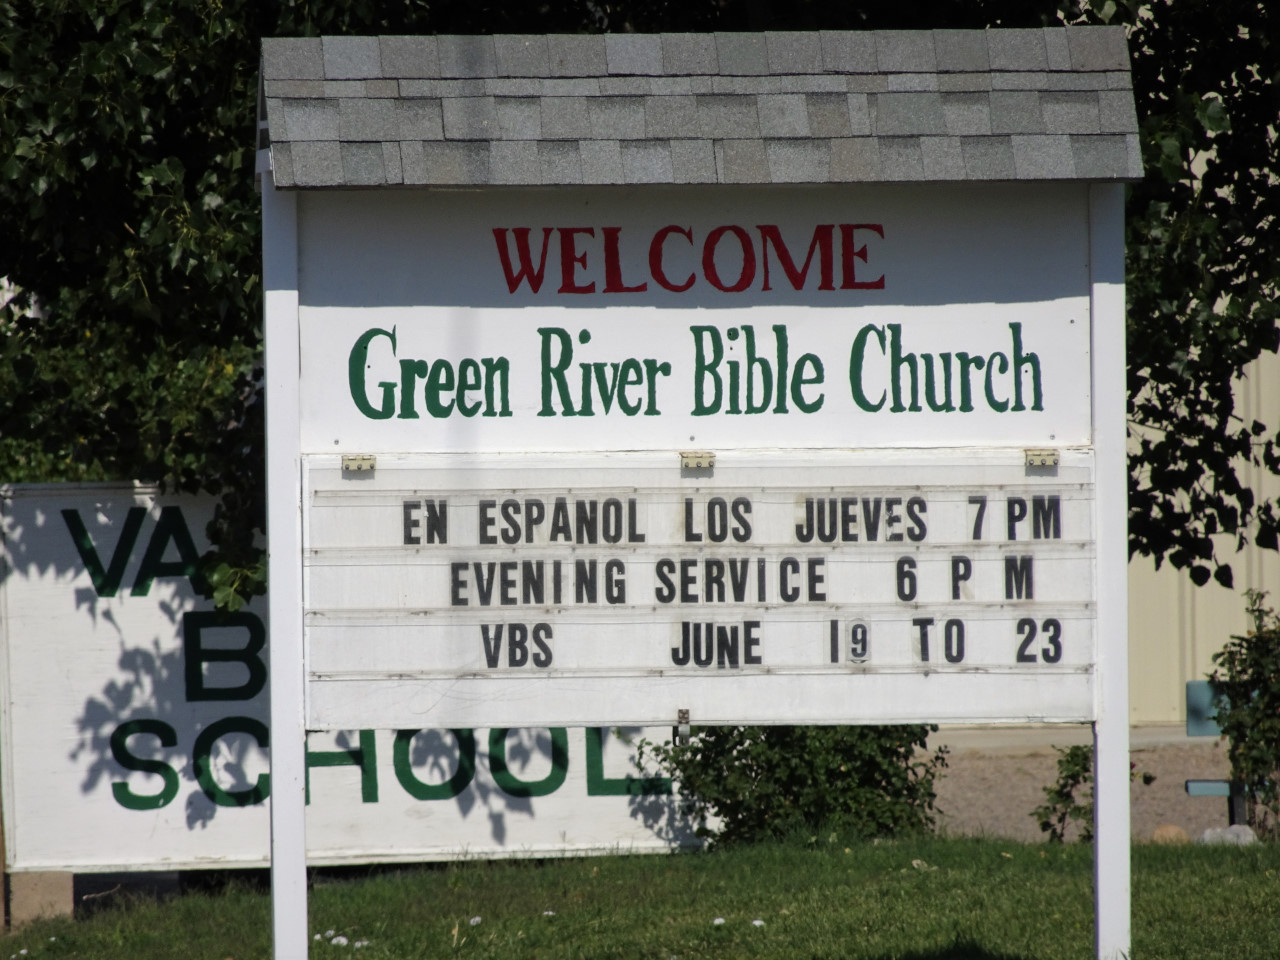 WELCOME
Green River Bible Church
EN ESPANOL LOS JUEVES 7 PM
EVENING SERVICE 6 P M
VBS JUNE 19 TO 23
SCHOOL